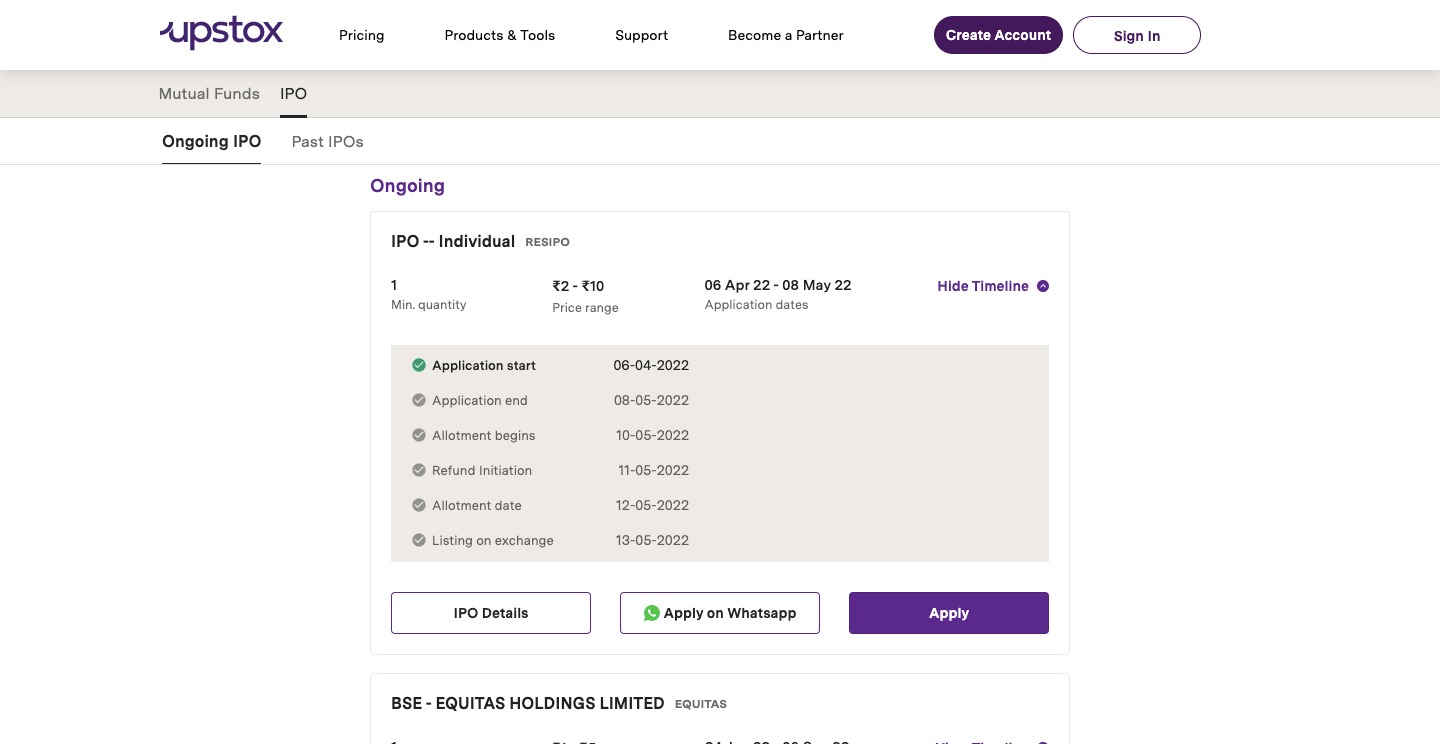 upstox Pricing Products & Tools Support Become a Partner Create Account Sign In
Mutual Funds IPO
Ongoing IPO Past IPOs
Ongoing
IPO -- Individual RESIPO
1 ₹2 - ₹10 06 Apr 22 - 08 May 22 Hide Timeline
Min. quantity Price range Application dates
Application start 06-04-2022
Application end 08-05-2022
Allotment begins 10-05-2022
Refund Initiation 11-05-2022
Allotment date 12-05-2022
Listing on exchange 13-05-2022
IPO Details Apply on Whatsapp Apply
BSE - EQUITAS HOLDINGS LIMITED EQUITAS